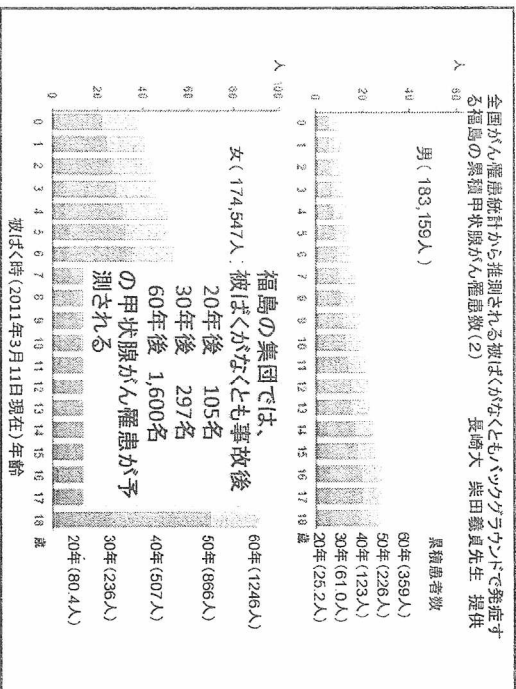 全国がん罹患統計から推測される被ばくがなくともバックグラウンドで発症す
る福島の累積甲状腺がん罹患数(2)　長崎大　柴田義貞先生　提供
人
60
40
20
0
男(183,159人)
0 1 2 3 4 5 6 7 8 9 10 11 12 13 14 15 16 17 18 歳
累積患者数
60年(359人)
50年(226人)
40年(123人)
30年(61.0人)
20年(25.2人)
人
100
80
60
40
20
0
女(174,547人)
福島の集団では、
被ばくがなくとも事故後
20年後　105名
30年後　297名
60年後　1,600名
の甲状腺がん罹患が予
測される
0 1 2 3 4 5 6 7 8 9 10 11 12 13 14 15 16 17 18 歳
60年(1246人)
50年(866人)
40年(507人)
30年(236人)
20年(80.4人)
被ばく時(2011年3月11日現在)年齢